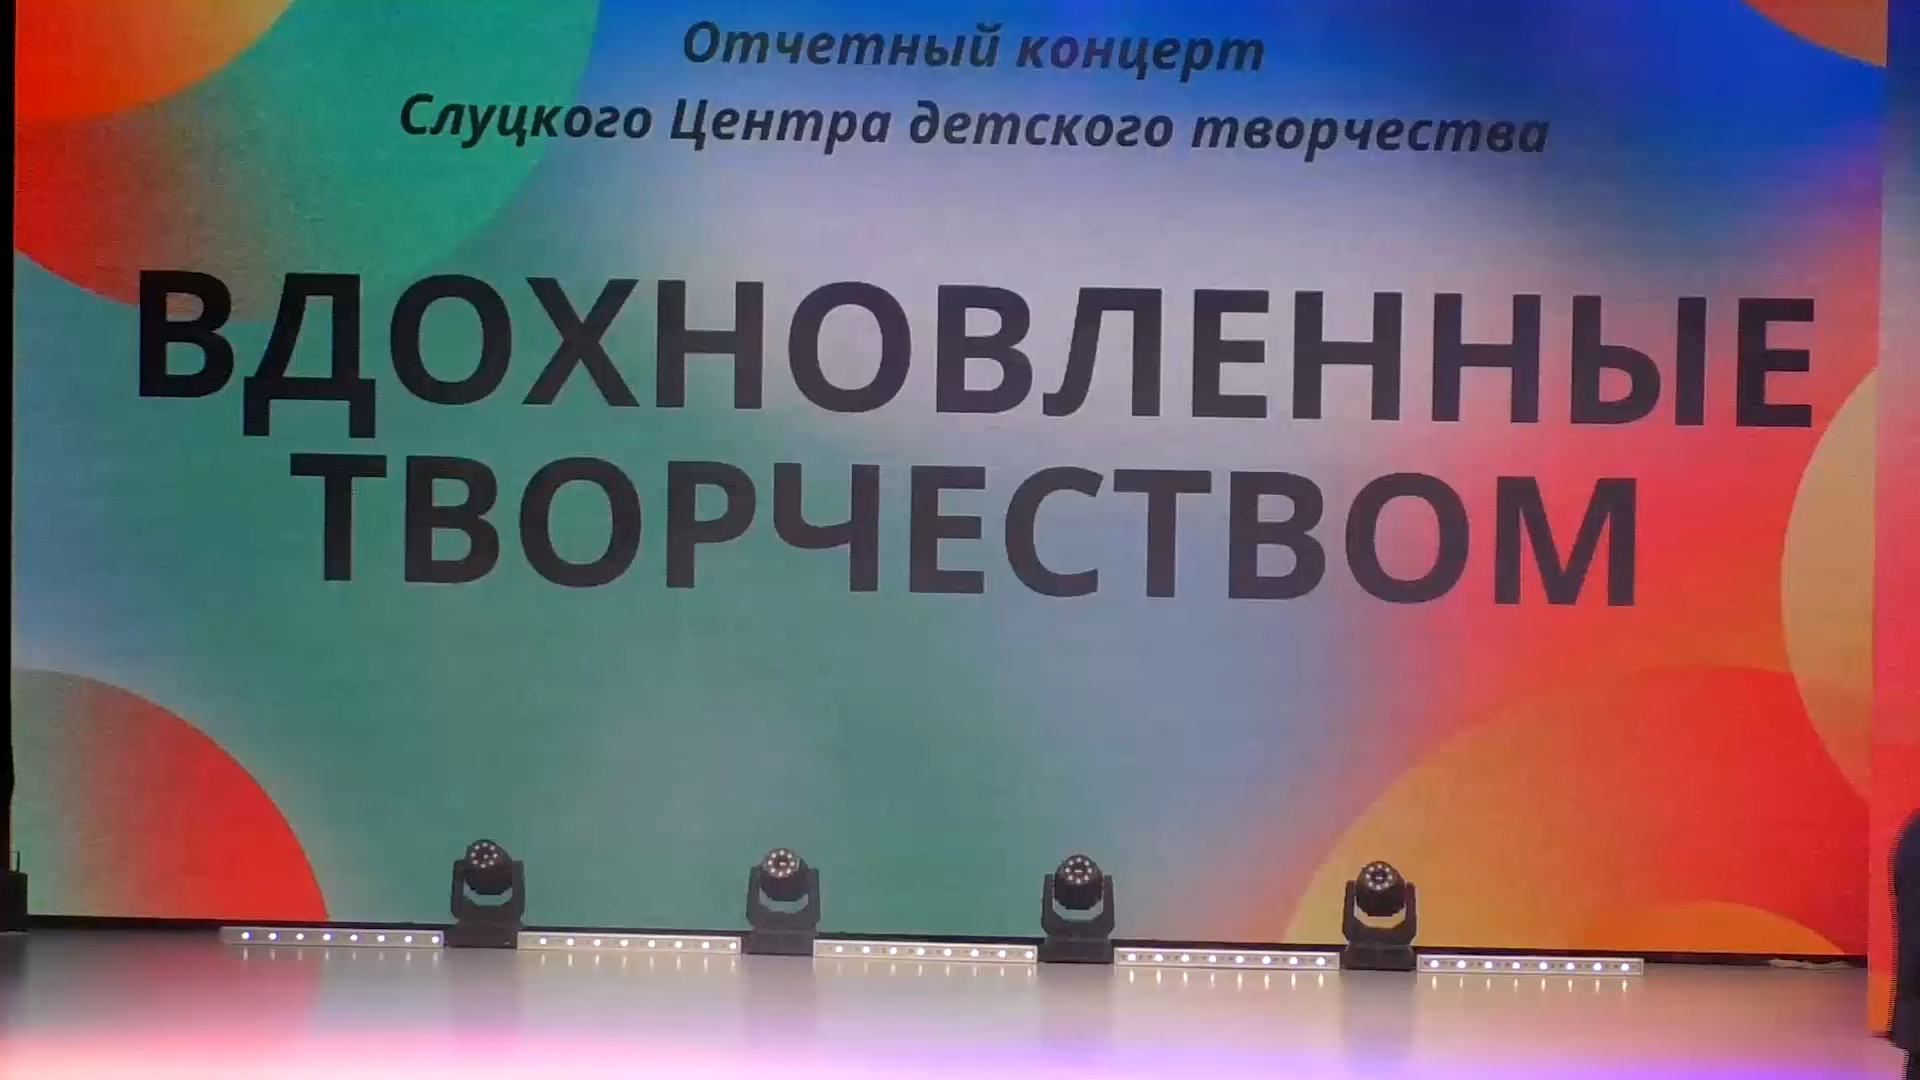 Отчетный концерт
Слуцкого Центра детского творчества
ВДОХНОВЛЕННЫЕ
ТВОРЧЕСТВОМ